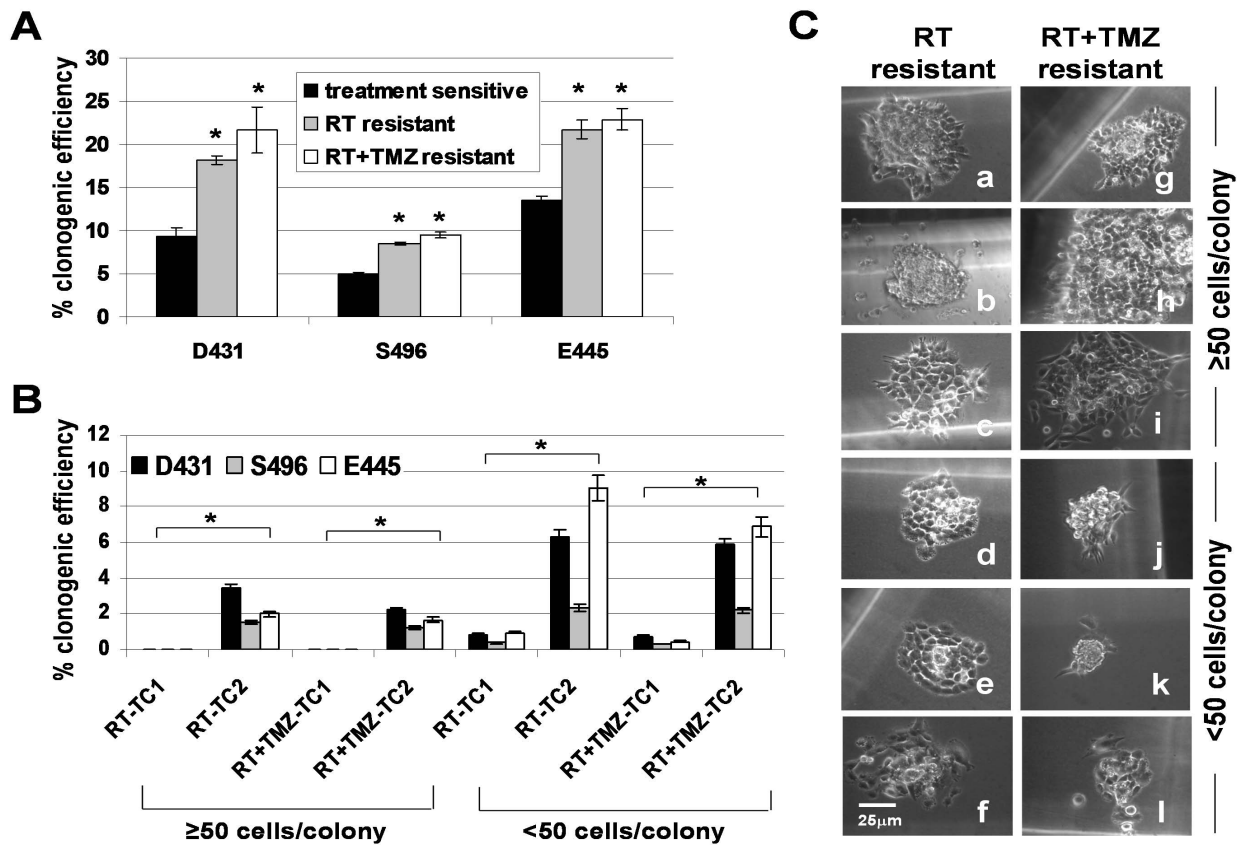 A
% clonogenic efficiency
30
25
20
15
10
5
0
treatment sensitive
RT resistant
RT+TMZ resistant
*
*
*
*
*
*
D431
S496
E445
B
% clonogenic efficiency
12
10
8
6
4
2
0
D431
S496
E445
*
*
*
*
RT-TC1
RT-TC2
RT+TMZ-TC1
RT+TMZ-TC2
RT-TC1
RT-TC2
RT+TMZ-TC1
RT+TMZ-TC2
≥50 cells/colony
<50 cells/colony
C
RT
resistant
RT+TMZ
resistant
a
g
b
h
c
i
d
j
e
k
f
l
25μm
≥50 cells/colony
<50 cells/colony